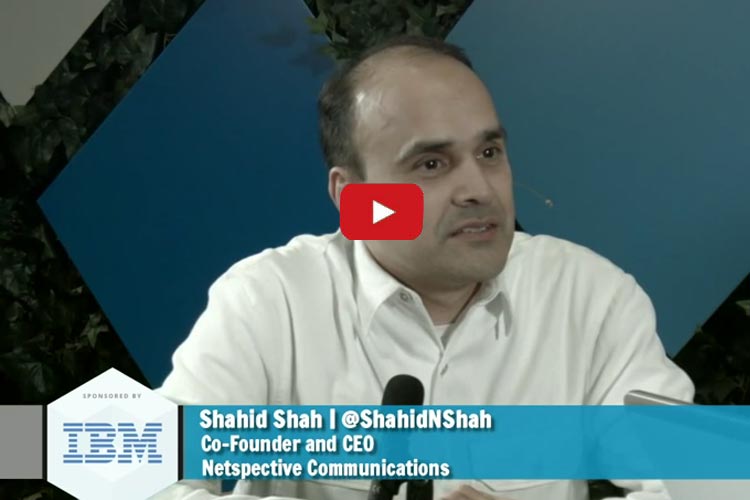 SPONSORED BY
IBM
Shahid Shah | @ShahidNShah
Co-Founder and CEO
Netspective Communications